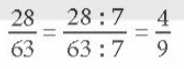 28/63 = 28 : 7 / 63 : 7 = 4/9